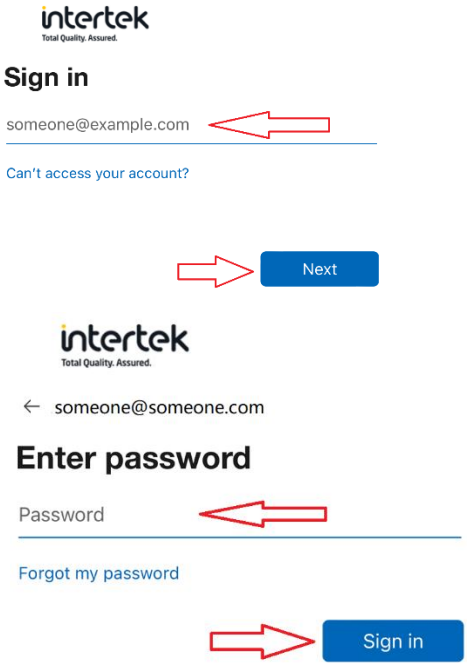 intertek
Total Quality. Assured.
Sign in
someone@example.com
Can't access your account?
Next
intertek
Total Quality. Assured.
← someone@someone.com
Enter password
Password
Forgot my password
Sign in